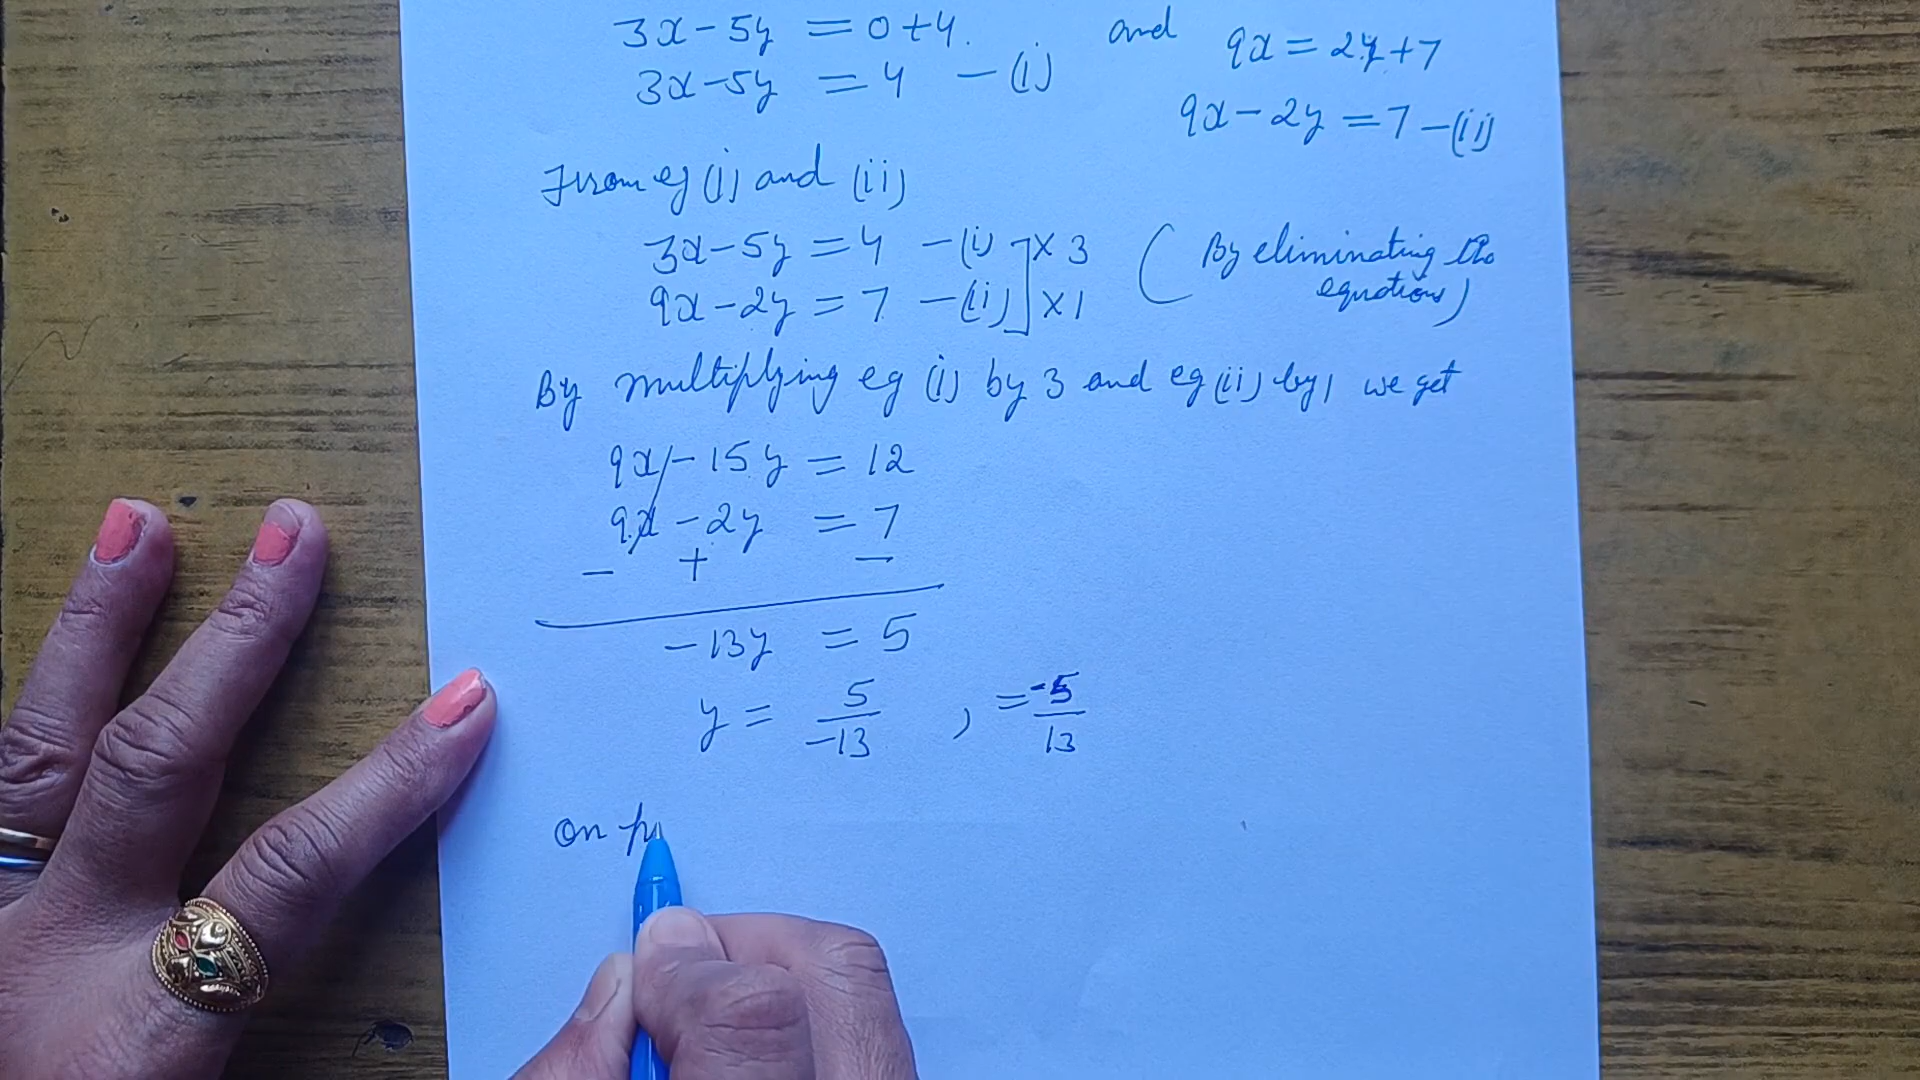 3x - 5y = 0 + 4. and 9x = 2y + 7
3x - 5y = 4 - (i)
9x - 2y = 7 - (ii)
From eq (i) and (ii)
3x - 5y = 4 - (i) ] × 3 ( By eliminating the
9x - 2y = 7 - (ii) ] × 1 equations)
By multiplying eq (i) by 3 and eq (ii) by 1 we get
9x - 15y = 12
9x - 2y = 7
- + -
-13y = 5
y = 5/-13 , = -5/13
on p